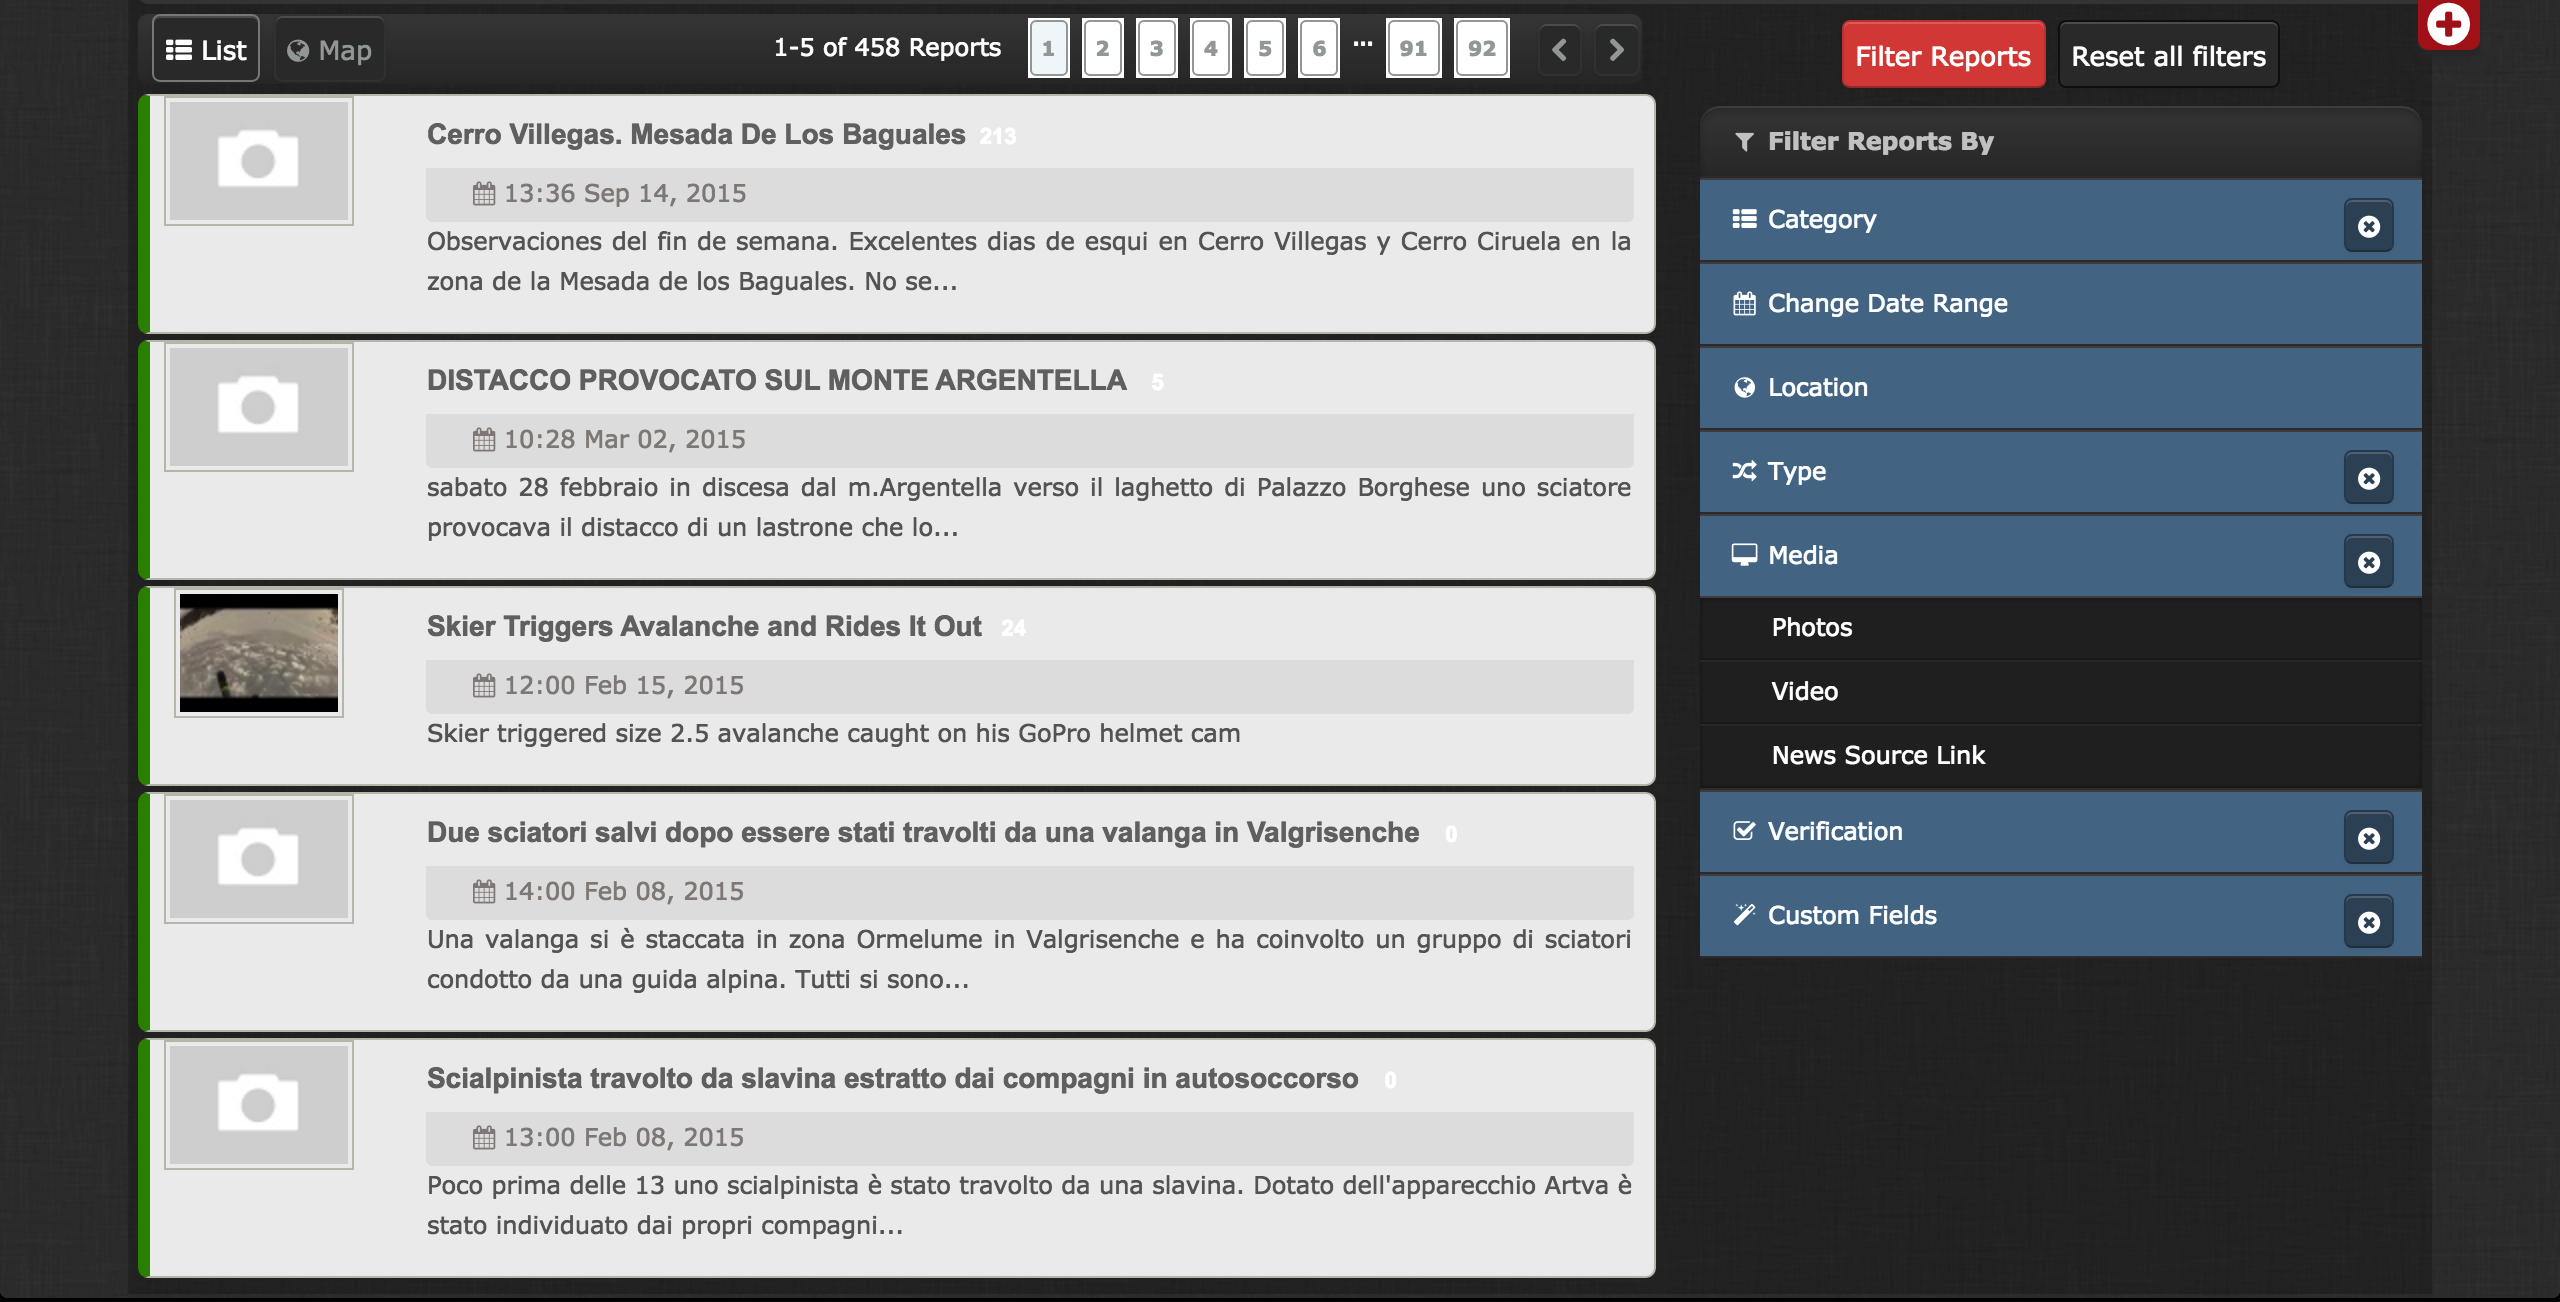 List
Map
1-5 of 458 Reports
1 2 3 4 5 6 ... 91 92
Filter Reports
Reset all filters
Cerro Villegas. Mesada De Los Baguales 213
13:36 Sep 14, 2015
Observaciones del fin de semana. Excelentes dias de esqui en Cerro Villegas y Cerro Ciruela en la
zona de la Mesada de los Baguales. No se...
DISTACCO PROVOCATO SUL MONTE ARGENTELLA 5
10:28 Mar 02, 2015
sabato 28 febbraio in discesa dal m.Argentella verso il laghetto di Palazzo Borghese uno sciatore
provocava il distacco di un lastrone che lo...
Skier Triggers Avalanche and Rides It Out 24
12:00 Feb 15, 2015
Skier triggered size 2.5 avalanche caught on his GoPro helmet cam
Due sciatori salvi dopo essere stati travolti da una valanga in Valgrisenche 0
14:00 Feb 08, 2015
Una valanga si è staccata in zona Ormelume in Valgrisenche e ha coinvolto un gruppo di sciatori
condotto da una guida alpina. Tutti si sono...
Scialpinista travolto da slavina estratto dai compagni in autosoccorso 0
13:00 Feb 08, 2015
Poco prima delle 13 uno scialpinista è stato travolto da una slavina. Dotato dell'apparecchio Artva è
stato individuato dai propri compagni...
Filter Reports By
Category
Change Date Range
Location
Type
Media
Photos
Video
News Source Link
Verification
Custom Fields